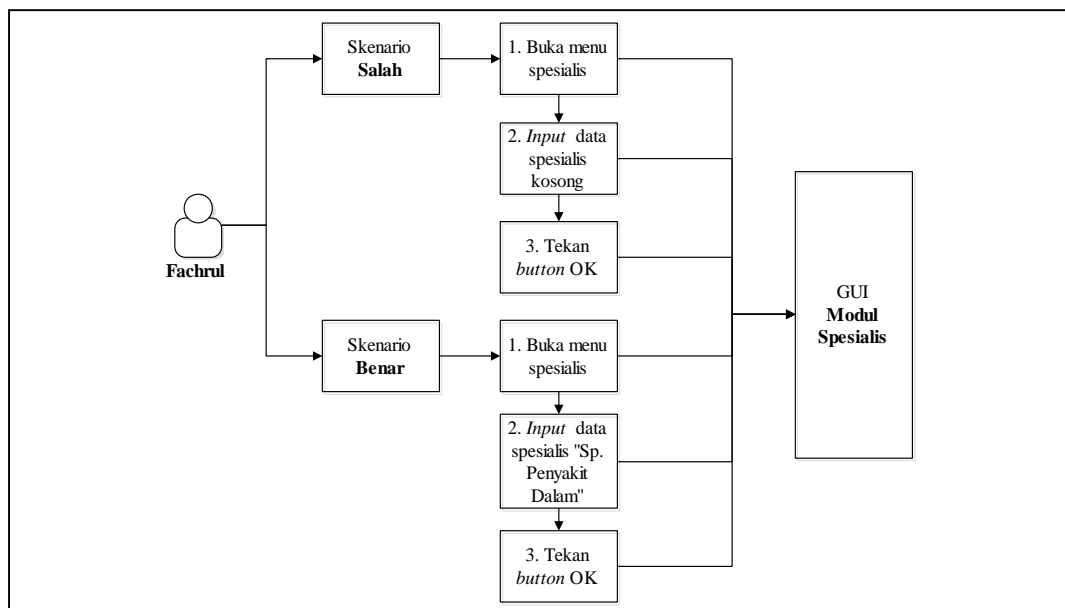 Skenario
Salah
1. Buka menu
spesialis
2. Input data
spesialis
kosong
3. Tekan
button OK
Fachrul
Skenario
Benar
1. Buka menu
spesialis
2. Input data
spesialis "Sp.
Penyakit
Dalam"
3. Tekan
button OK
GUI
Modul
Spesialis